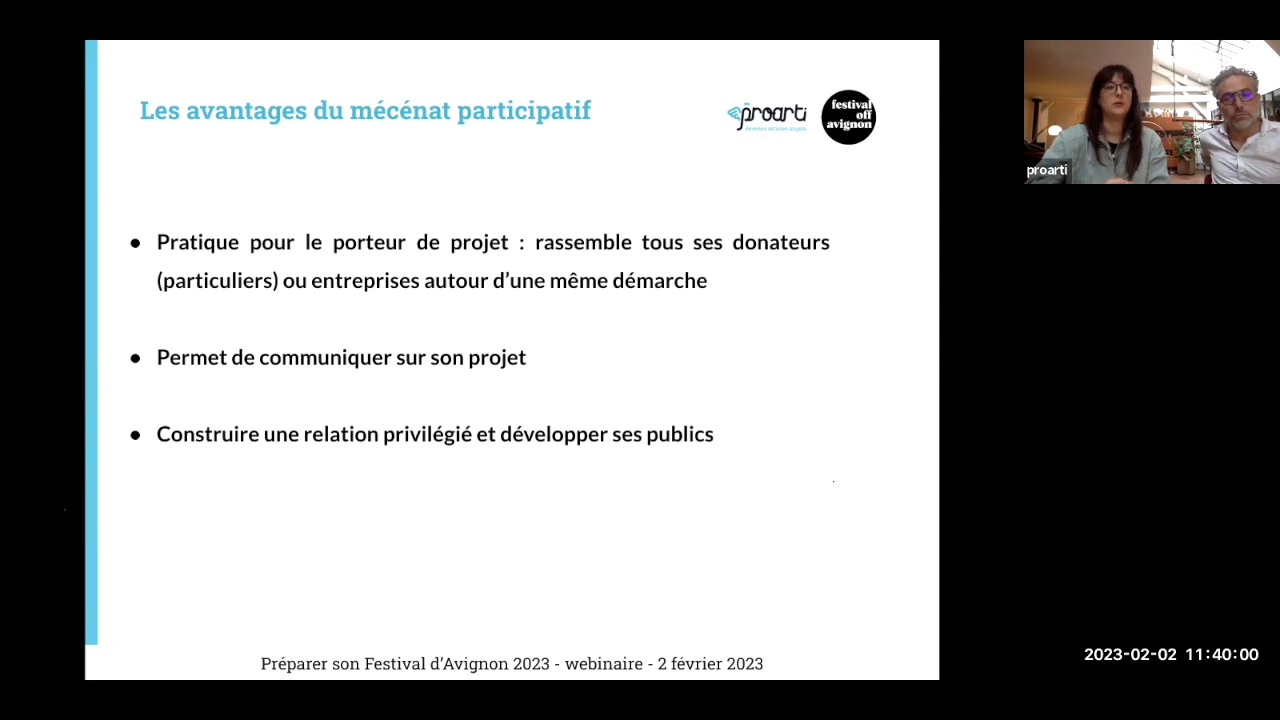 Les avantages du mécénat participatif
proarti
festival
off
avignon
● Pratique pour le porteur de projet : rassemble tous ses donateurs
(particuliers) ou entreprises autour d’une même démarche
● Permet de communiquer sur son projet
● Construire une relation privilégié et développer ses publics
Préparer son Festival d’Avignon 2023 - webinaire - 2 février 2023
proarti
2023-02-02 11:40:00